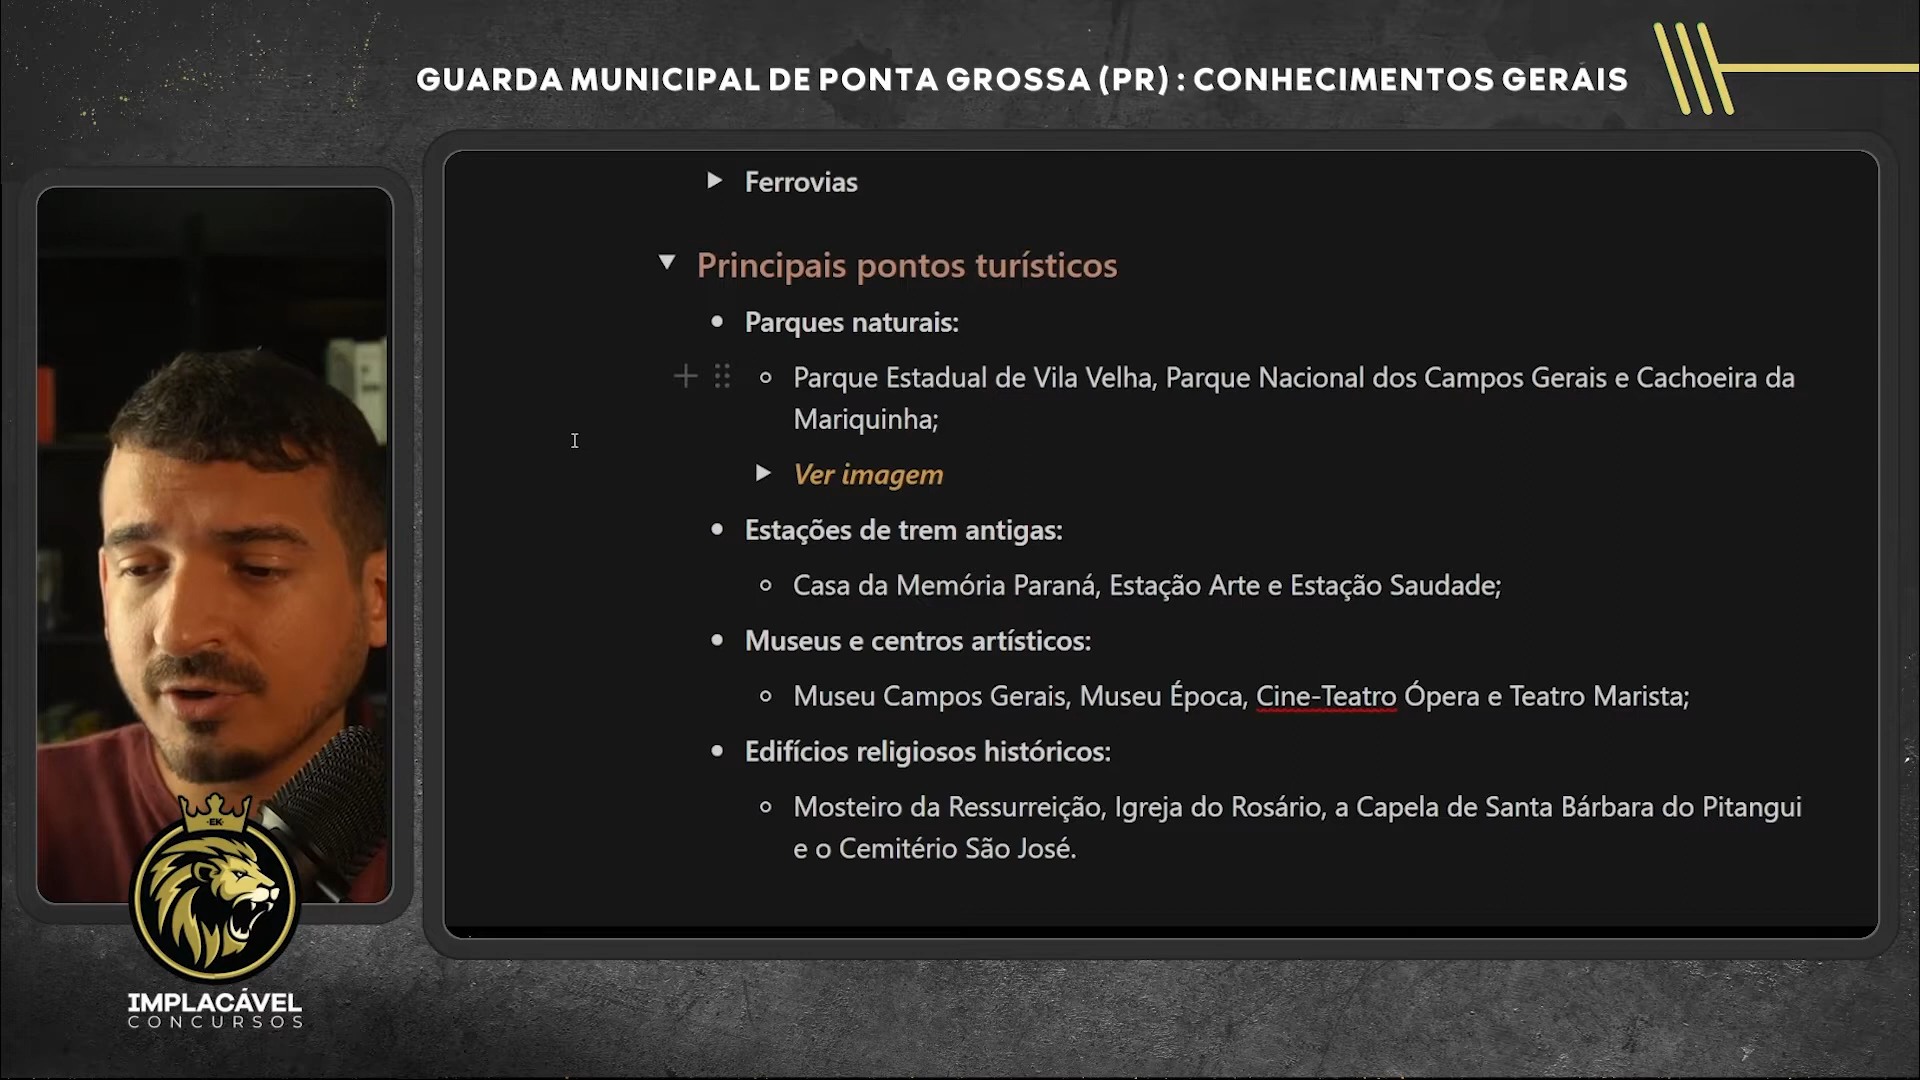 GUARDA MUNICIPAL DE PONTA GROSSA (PR) : CONHECIMENTOS GERAIS
Ferrovias
Principais pontos turísticos
Parques naturais:
Parque Estadual de Vila Velha, Parque Nacional dos Campos Gerais e Cachoeira da
Mariquinha;
Ver imagem
Estações de trem antigas:
Casa da Memória Paraná, Estação Arte e Estação Saudade;
Museus e centros artísticos:
Museu Campos Gerais, Museu Época, Cine-Teatro Ópera e Teatro Marista;
Edifícios religiosos históricos:
Mosteiro da Ressurreição, Igreja do Rosário, a Capela de Santa Bárbara do Pitangui
e o Cemitério São José.
EK
IMPLACÁVEL
CONCURSOS